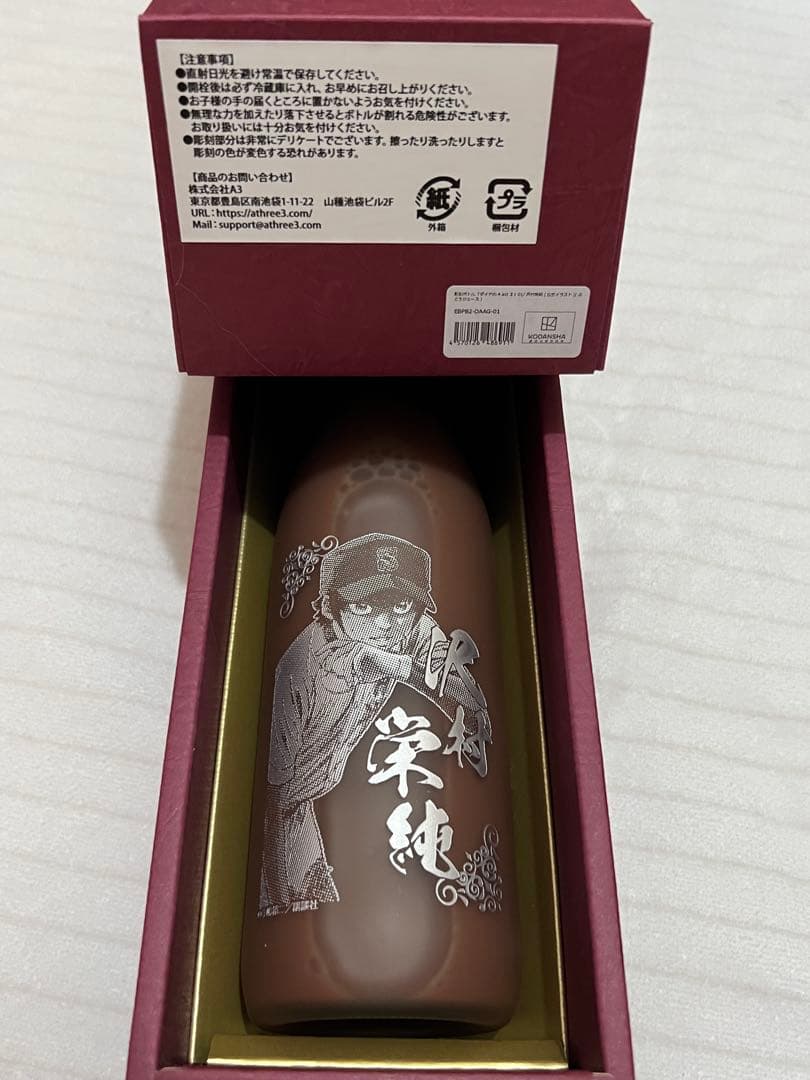 【注意事項】
●直射日光を避け常温で保存してください。
●開栓後は必ず冷蔵庫に入れ、お早めにお召し上がりください。
●お子様の手の届くところに置かないようお気を付けください。
●無理な力を加えたり落下させるとボトルが割れる危険性がございます。
お取り扱いには十分お気を付けください。
●彫刻部分は非常にデリケートでございます。擦ったり洗ったりしますと
彫刻の色が変色する恐れがあります。
【商品のお問い合わせ】
株式会社A3
東京都豊島区南池袋1-11-22 山種池袋ビル2F
URL:https://athree3.com/
Mail:support@athree3.com
紙
外箱
プラ
梱包材
EBPB2-DAAG-01
KODANSHA
S
沢村
栄純
講談社